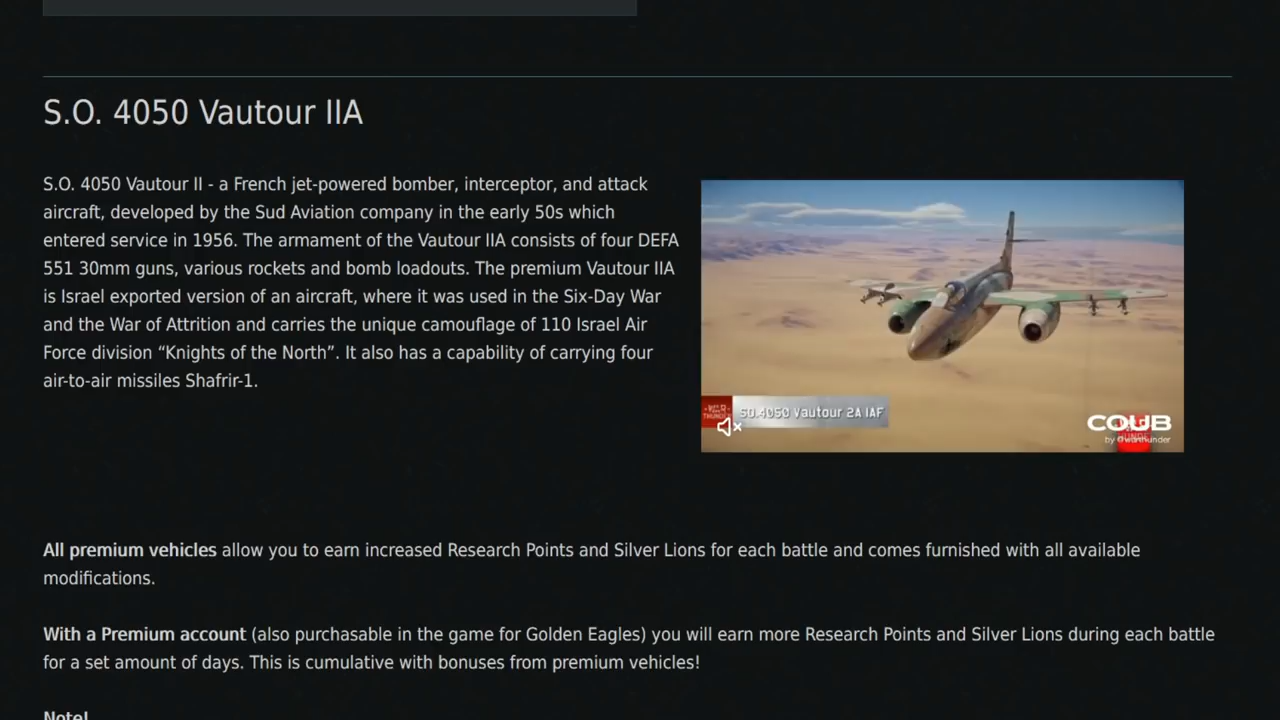 S.O. 4050 Vautour IIA
S.O. 4050 Vautour II - a French jet-powered bomber, interceptor, and attack
aircraft, developed by the Sud Aviation company in the early 50s which
entered service in 1956. The armament of the Vautour IIA consists of four DEFA
551 30mm guns, various rockets and bomb loadouts. The premium Vautour IIA
is Israel exported version of an aircraft, where it was used in the Six-Day War
and the War of Attrition and carries the unique camouflage of 110 Israel Air
Force division “Knights of the North”. It also has a capability of carrying four
air-to-air missiles Shafrir-1.
WAR
THUNDER
SO.4050 Vautour 2A IAF
COUB
by @warthunder
All premium vehicles allow you to earn increased Research Points and Silver Lions for each battle and comes furnished with all available
modifications.
With a Premium account (also purchasable in the game for Golden Eagles) you will earn more Research Points and Silver Lions during each battle
for a set amount of days. This is cumulative with bonuses from premium vehicles!
Note!